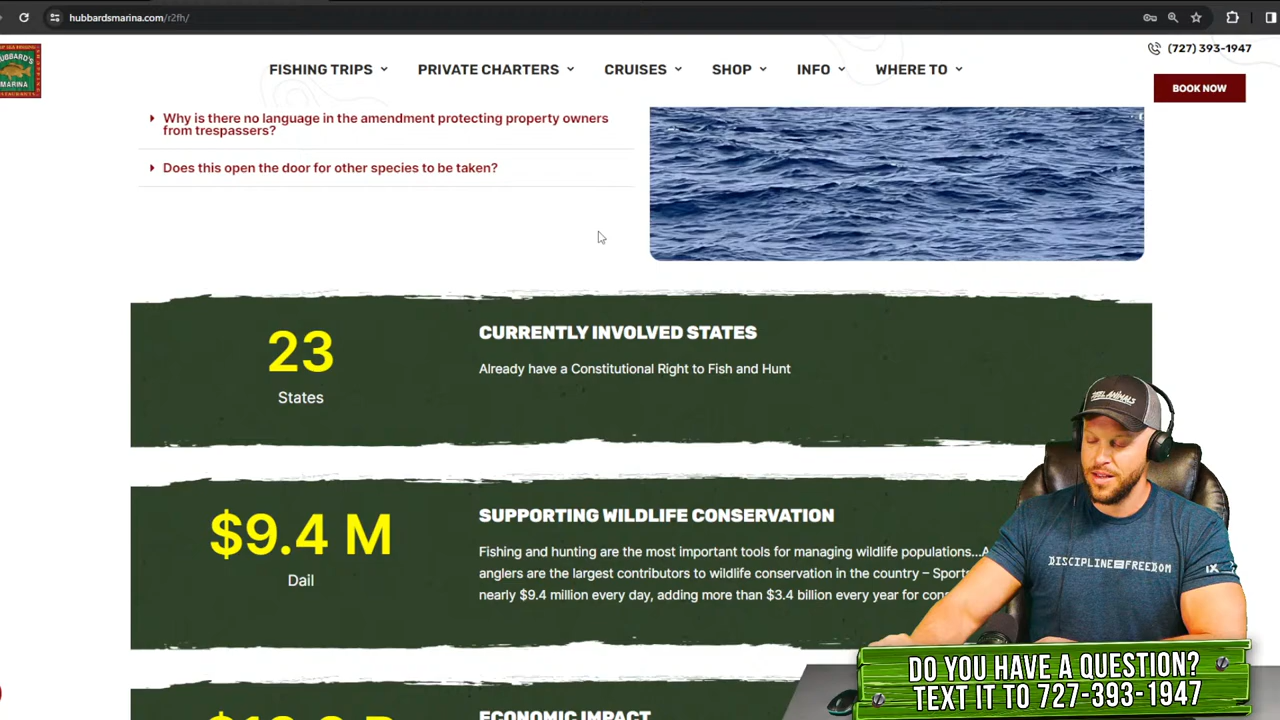 hubbardsmarina.com/r2fh/
HUBBARD'S
MARINA
(727) 393-1947
FISHING TRIPS
PRIVATE CHARTERS
CRUISES
SHOP
INFO
WHERE TO
BOOK NOW
Why is there no language in the amendment protecting property owners
from trespassers?
Does this open the door for other species to be taken?
23
States
CURRENTLY INVOLVED STATES
Already have a Constitutional Right to Fish and Hunt
$9.4 M
Dail
SUPPORTING WILDLIFE CONSERVATION
Fishing and hunting are the most important tools for managing wildlife populations...
anglers are the largest contributors to wildlife conservation in the country –
nearly $9.4 million every day, adding more than $3.4 billion every year for
ECONOMIC IMPACT
DISCIPLINE=FREEDOM
DO YOU HAVE A QUESTION?
TEXT IT TO 727-393-1947